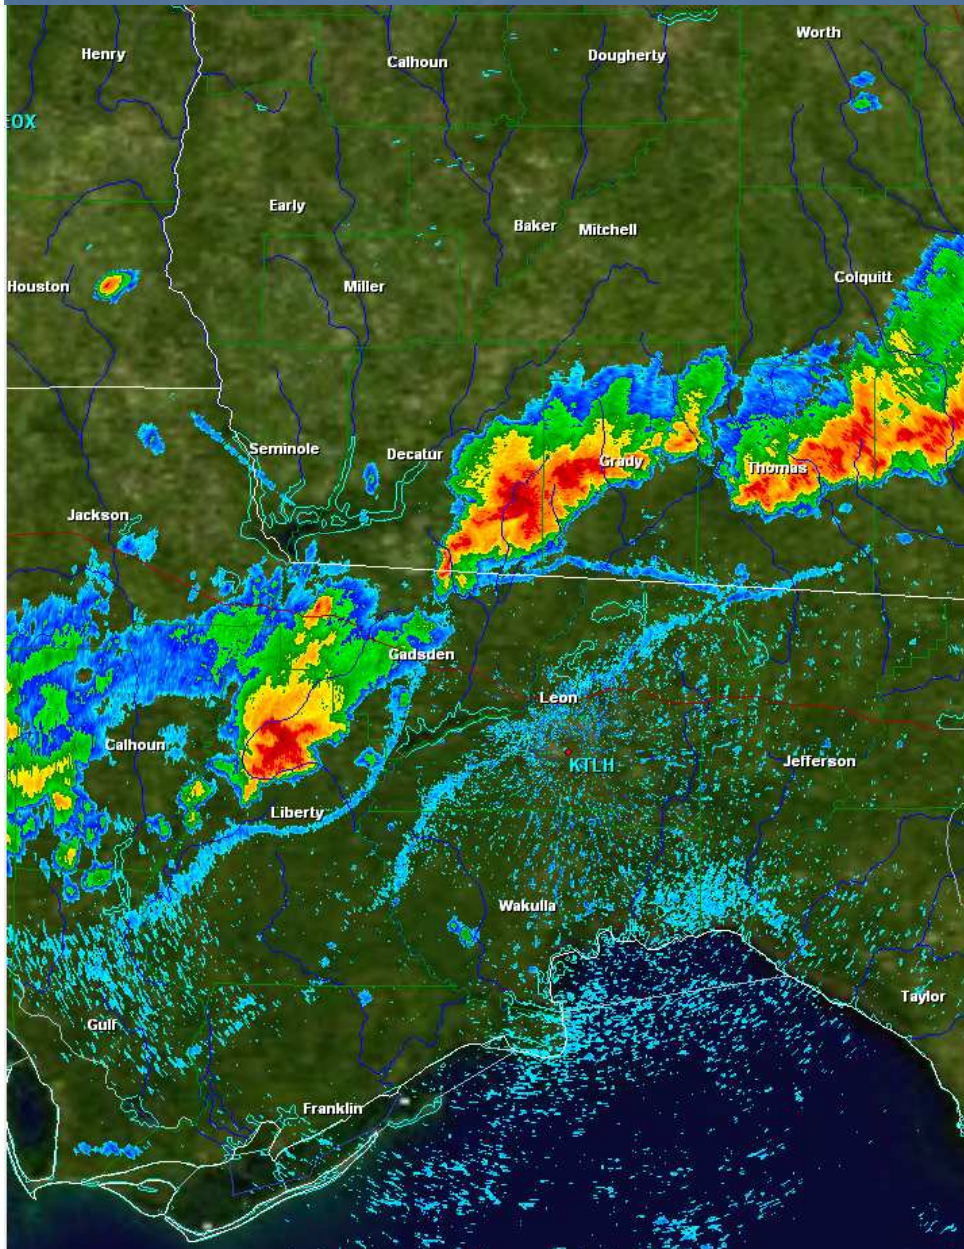 Worth
Henry
Calhoun
Dougherty
EOX
Early
Baker
Mitchell
Houston
Miller
Colquitt
Seminole
Decatur
Grady
Thomas
Jackson
Gadsden
Leon
Calhoun
KTLH
Jefferson
Liberty
Wakulla
Taylor
Gulf
Franklin